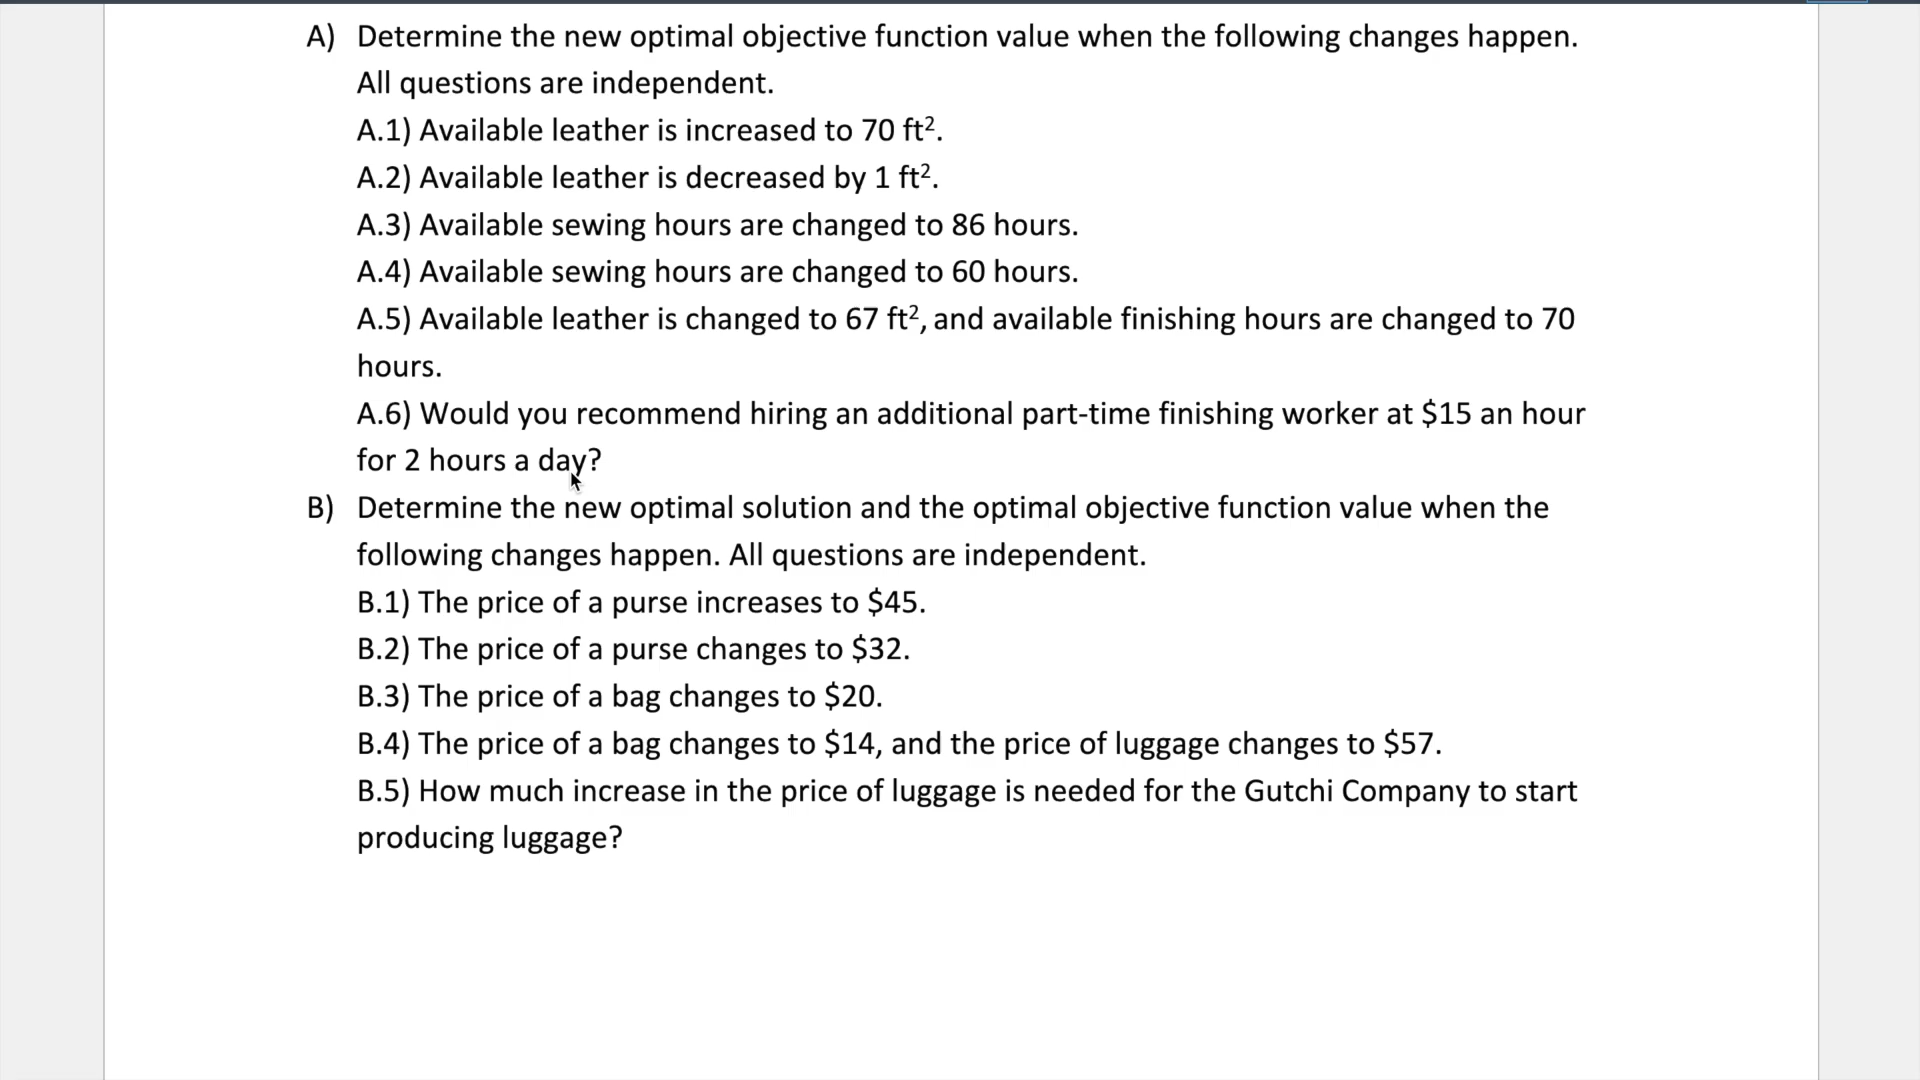 A) Determine the new optimal objective function value when the following changes happen.
All questions are independent.
A.1) Available leather is increased to 70 ft².
A.2) Available leather is decreased by 1 ft².
A.3) Available sewing hours are changed to 86 hours.
A.4) Available sewing hours are changed to 60 hours.
A.5) Available leather is changed to 67 ft², and available finishing hours are changed to 70
hours.
A.6) Would you recommend hiring an additional part-time finishing worker at $15 an hour
for 2 hours a day?
B) Determine the new optimal solution and the optimal objective function value when the
following changes happen. All questions are independent.
B.1) The price of a purse increases to $45.
B.2) The price of a purse changes to $32.
B.3) The price of a bag changes to $20.
B.4) The price of a bag changes to $14, and the price of luggage changes to $57.
B.5) How much increase in the price of luggage is needed for the Gutchi Company to start
producing luggage?